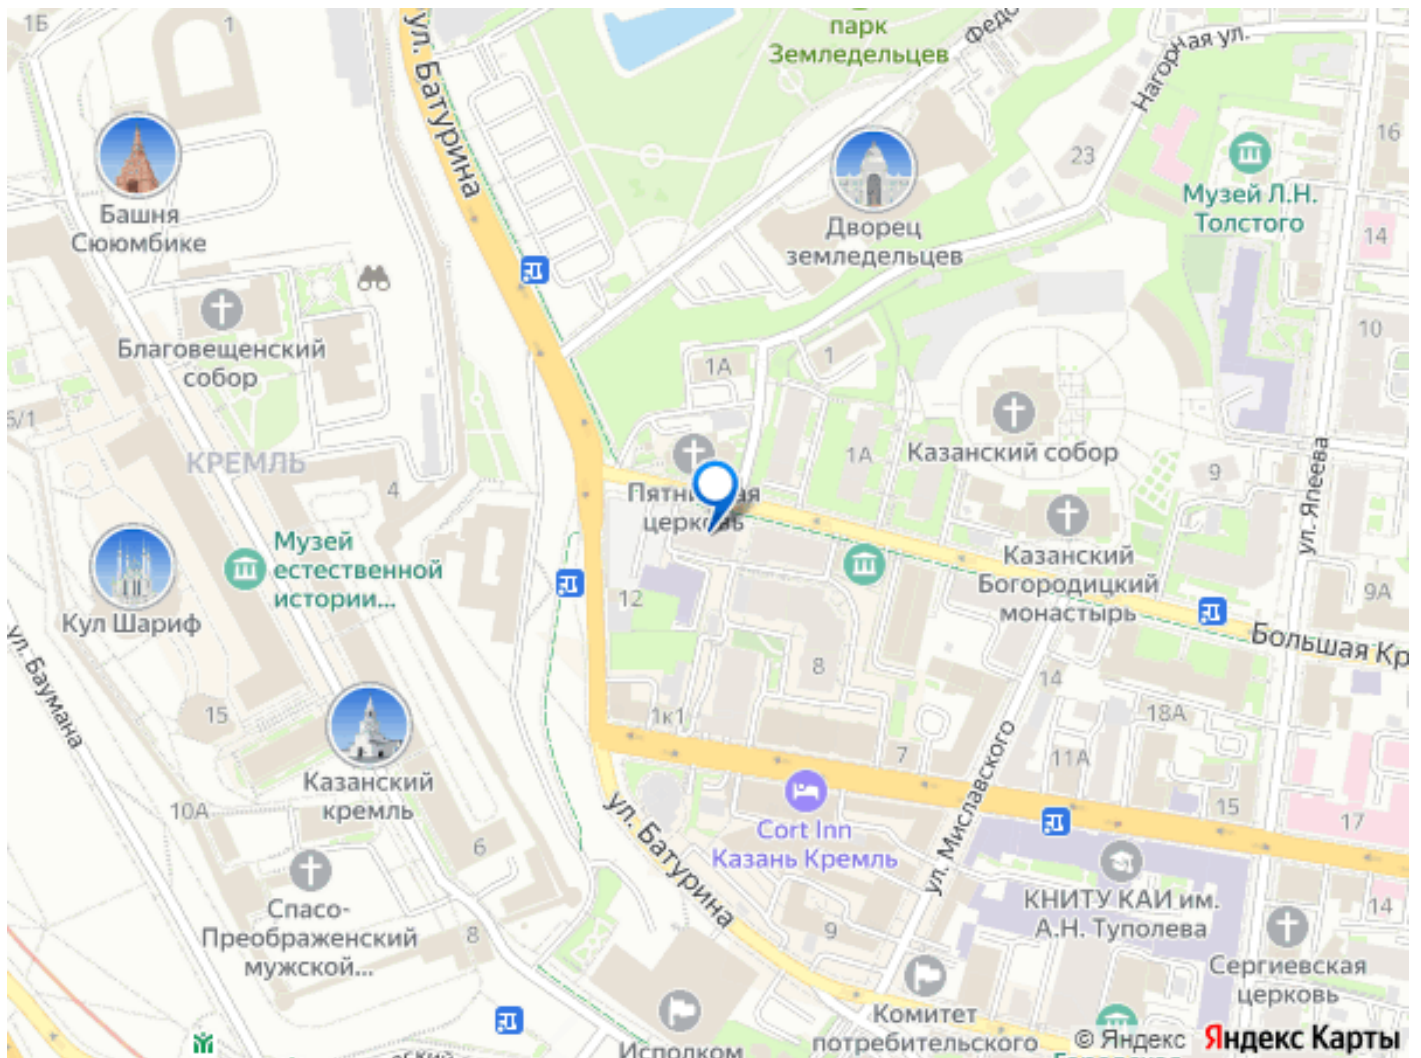 1Б
1
ул. Батурина
парк
Земледельцев
Нагорная ул.
16
23
Музей Л.Н.
Толстого
Башня
Сююмбике
Дворец
земледельцев
14
Благовещенский
собор
10
1А
1
6/1
КРЕМЛЬ
4
1А
Казанский собор
9
ул. Япеева
Музей
естественной
истории...
Казанский
Богородицкий
монастырь
12
9А
Кул Шариф
ул. Баумана
Большая Кр
8
14
15
1к1
18А
7
11А
Казанский
кремль
10А
15
17
ул. Миславского
Cort Inn
Казань Кремль
ул. Батурина
6
КНИТУ КАИ им.
А.Н. Туполева
14
Спасо-
Преображенский
мужской...
8
9
Сергиевская
церковь
Комитет
потребительского
Исполком
© Яндекс
Яндекс Карты